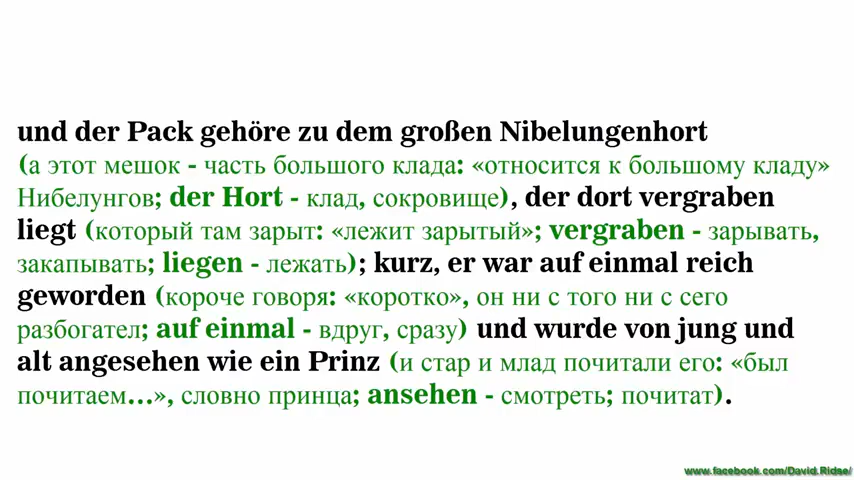 und der Pack gehöre zu dem großen Nibelungenhort
(а этот мешок - часть большого клада: «относится к большому кладу»
Нибелунгов; der Hort - клад, сокровище), der dort vergraben
liegt (который там зарыт: «лежит зарытый»; vergraben - зарывать,
закапывать; liegen - лежать); kurz, er war auf einmal reich
geworden (короче говоря: «коротко», он ни с того ни с сего
разбогател; auf einmal - вдруг, сразу) und wurde von jung und
alt angesehen wie ein Prinz (и стар и млад почитали его: «был
почитаем…», словно принца; ansehen - смотреть; почитат).
www.facebook.com/David.Ridse/